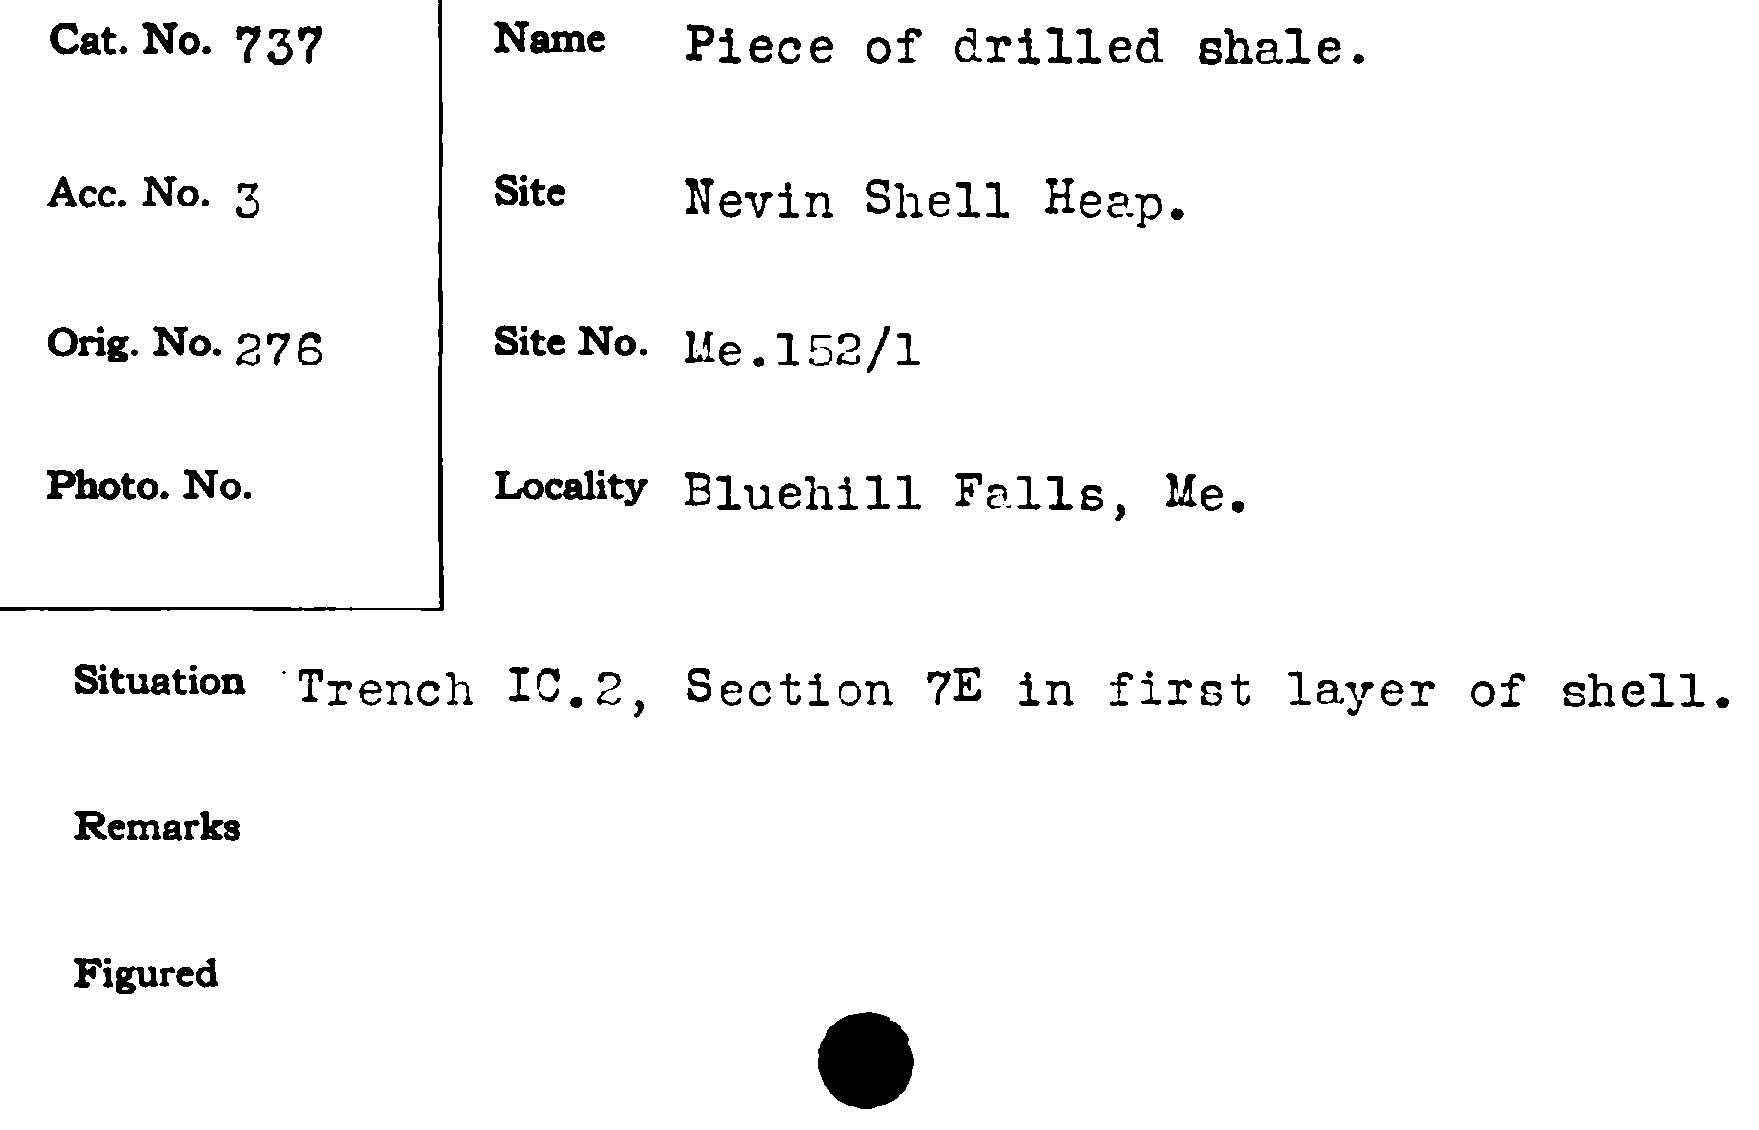 Cat. No. 737
Name Piece of drilled shale.
Acc. No. 3
Site Nevin Shell Heap.
Orig. No. 276
Site No. Me.152/1
Photo. No.
Locality Bluehill Falls, Me.
Situation Trench IC.2, Section 7E in first layer of shell.
Remarks
Figured